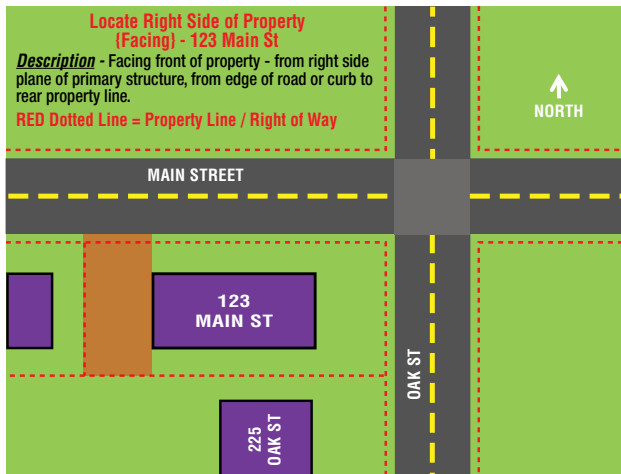 Locate Right Side of Property
{Facing} - 123 Main St
Description - Facing front of property - from right side
plane of primary structure, from edge of road or curb to
rear property line.
RED Dotted Line = Property Line / Right of Way
NORTH
MAIN STREET
123
MAIN ST
OAK ST
225
OAK ST